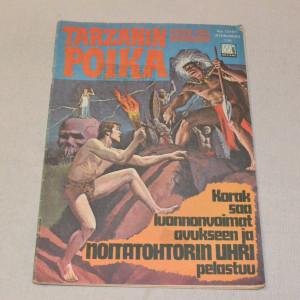 TARZANIN
POIKA
Korak
saa
luonnonvoimat
avukseen ja
NOITATOHTORIN UHRI
pelastuu